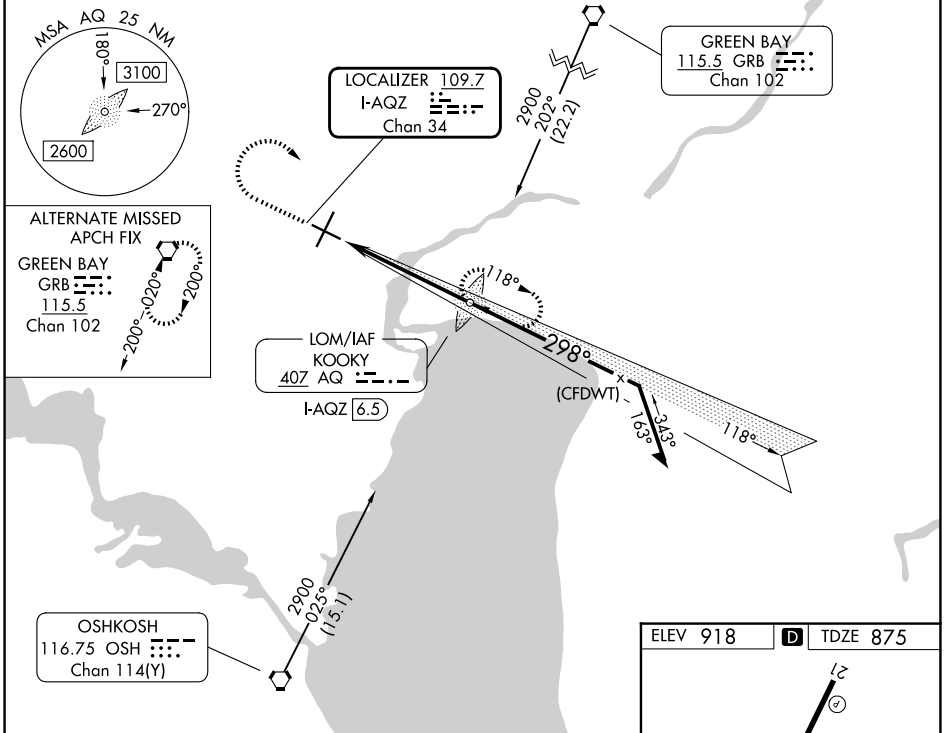 MSA AQ 25 NM
180°
3100
270°
2600
LOCALIZER 109.7
I-AQZ
Chan 34
GREEN BAY
115.5 GRB
Chan 102
2900
202°
(22.2)
ALTERNATE MISSED
APCH FIX
GREEN BAY
GRB
115.5
Chan 102
020°
200°
200°
118°
LOM/IAF
KOOKY
407 AQ
I-AQZ 6.5
298°
x
(CFDWT)
343°
163°
118°
2900
025°
(15.1)
OSHKOSH
116.75 OSH
Chan 114(Y)
ELEV 918 D TDZE 875
21
P